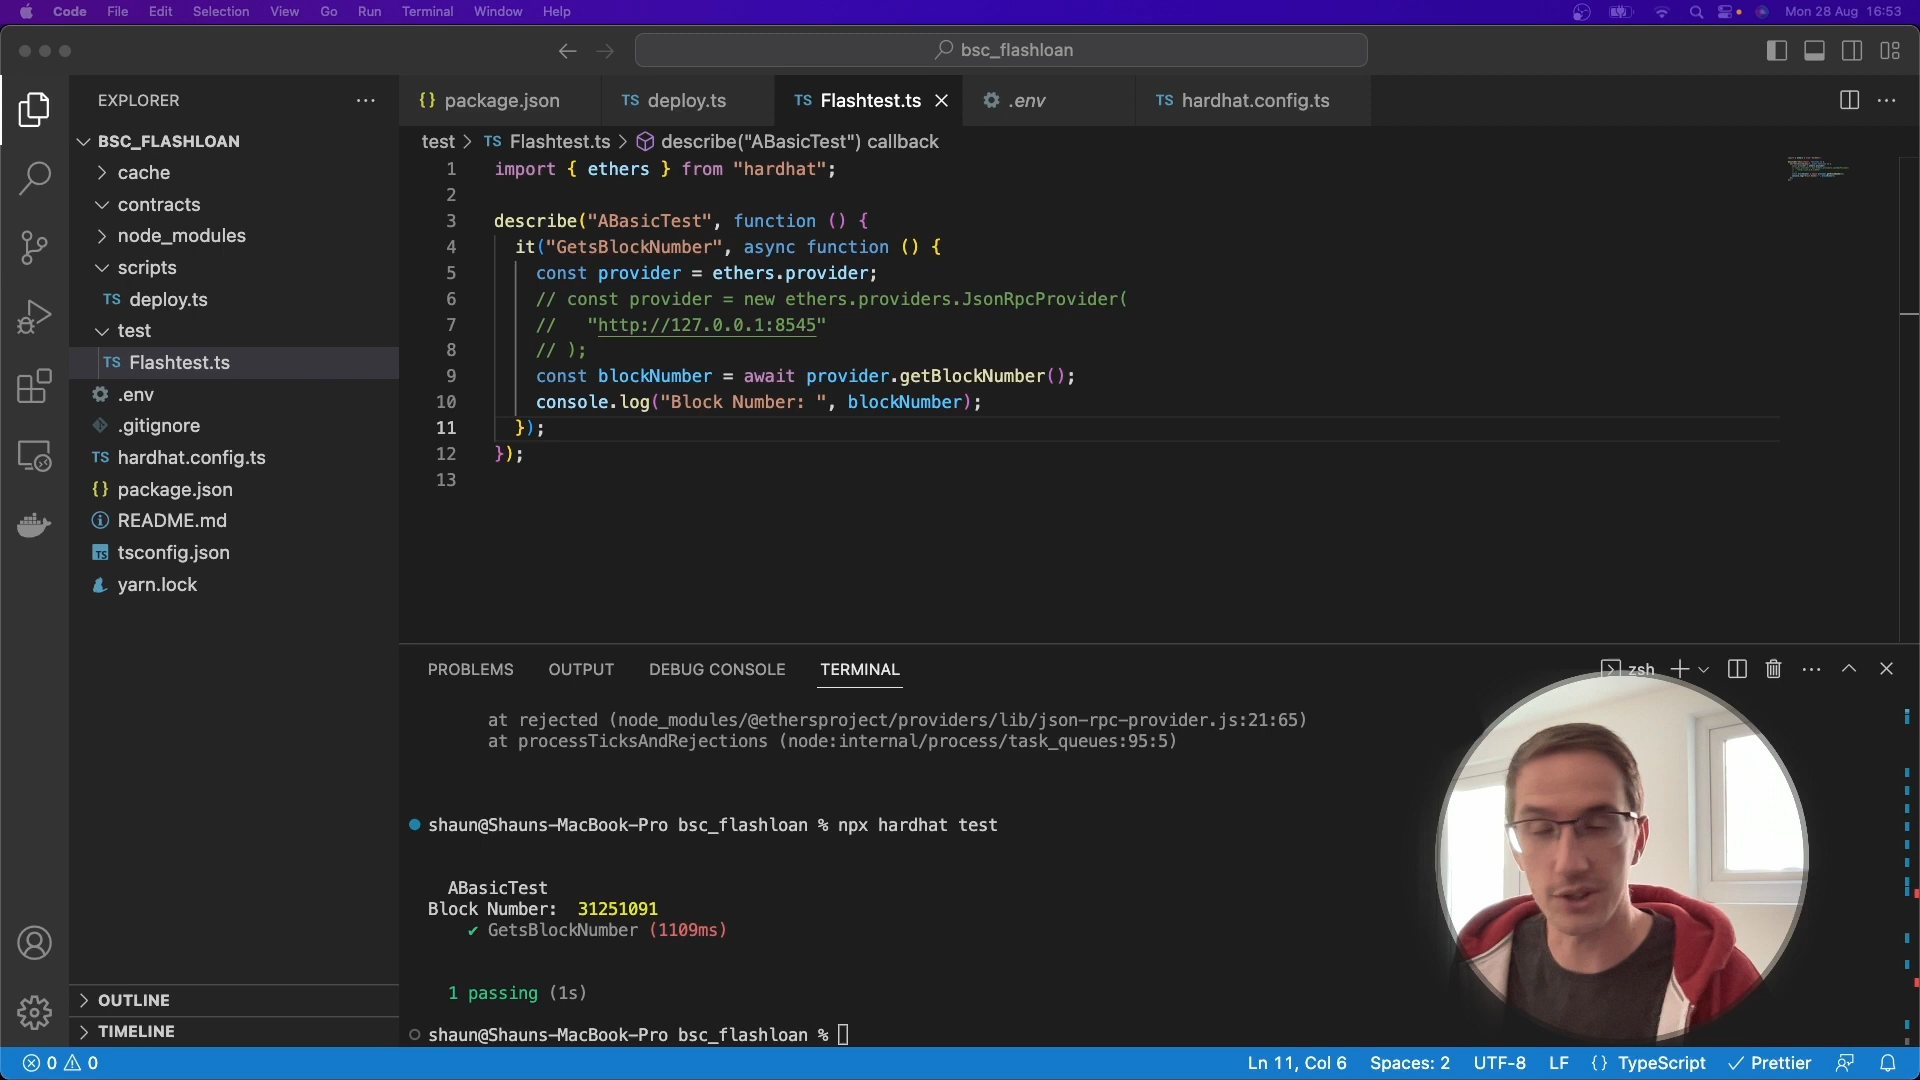 Code File Edit Selection View Go Run Terminal Window Help Mon 28 Aug 16:53
bsc_flashloan
EXPLORER
BSC_FLASHLOAN
cache
contracts
node_modules
scripts
TS deploy.ts
test
TS Flashtest.ts
.env
.gitignore
TS hardhat.config.ts
{} package.json
README.md
TS tsconfig.json
yarn.lock
OUTLINE
TIMELINE
{} package.json TS deploy.ts TS Flashtest.ts .env TS hardhat.config.ts
test > TS Flashtest.ts > describe("ABasicTest") callback
1 import { ethers } from "hardhat";
2
3 describe("ABasicTest", function () {
4 it("GetsBlockNumber", async function () {
5 const provider = ethers.provider;
6 // const provider = new ethers.providers.JsonRpcProvider(
7 // "http://127.0.0.1:8545"
8 // );
9 const blockNumber = await provider.getBlockNumber();
10 console.log("Block Number: ", blockNumber);
11 });
12 });
13
PROBLEMS OUTPUT DEBUG CONSOLE TERMINAL zsh
at rejected (node_modules/@ethersproject/providers/lib/json-rpc-provider.js:21:65)
at processTicksAndRejections (node:internal/process/task_queues:95:5)
shaun@Shauns-MacBook-Pro bsc_flashloan % npx hardhat test
ABasicTest
Block Number: 31251091
✔ GetsBlockNumber (1109ms)
1 passing (1s)
shaun@Shauns-MacBook-Pro bsc_flashloan %
0 0 Ln 11, Col 6 Spaces: 2 UTF-8 LF {} TypeScript Prettier